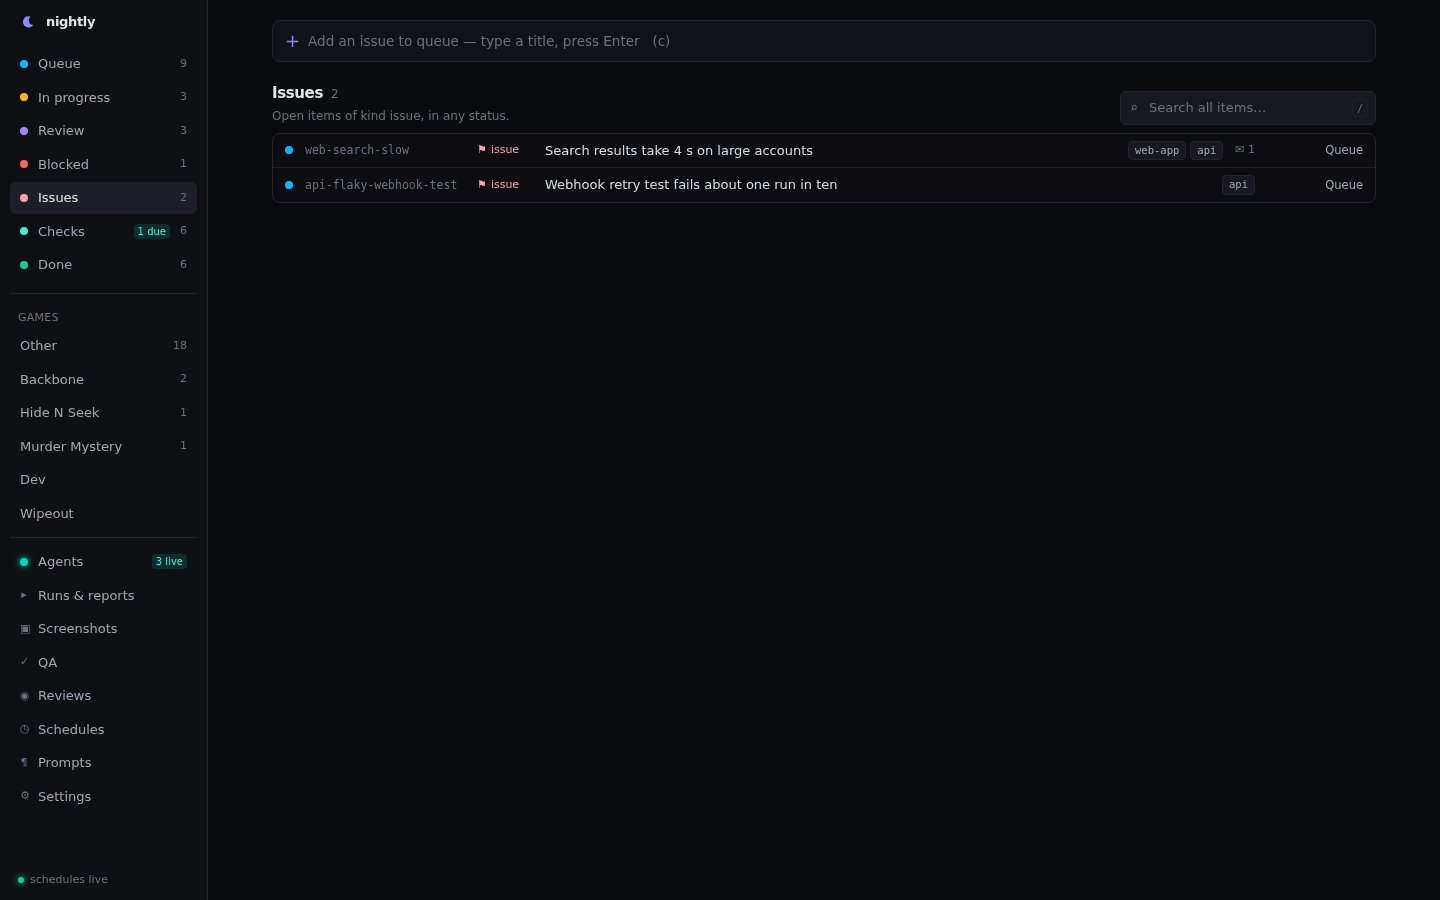 nightly
Queue 9
In progress 3
Review 3
Blocked 1
Issues 2
Checks 1 due 6
Done 6
GAMES
Other 18
Backbone 2
Hide N Seek 1
Murder Mystery 1
Dev
Wipeout
Agents 3 live
Runs & reports
Screenshots
QA
Reviews
Schedules
Prompts
Settings
schedules live
+ Add an issue to queue — type a title, press Enter (c)
Issues 2
Open items of kind issue, in any status.
Search all items… /
web-search-slow issue Search results take 4 s on large accounts web-app api 1 Queue
api-flaky-webhook-test issue Webhook retry test fails about one run in ten api Queue